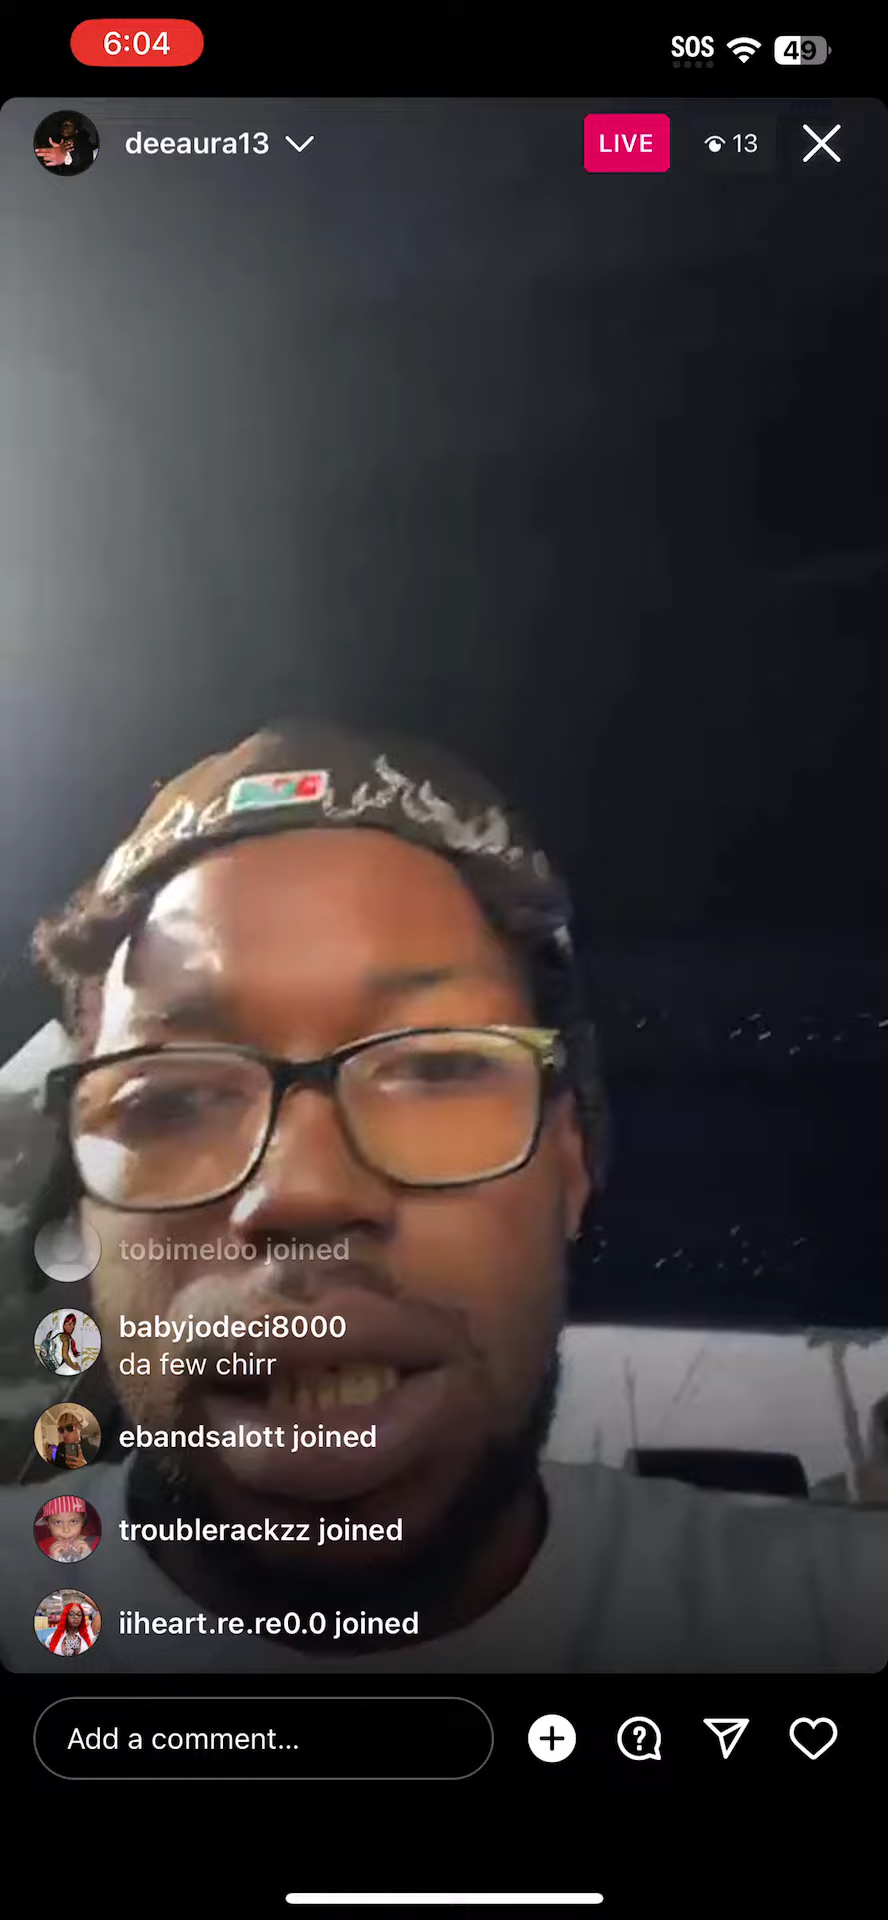 6:04
SOS
49
deeaura13
LIVE
13
tobimeloo joined
babyjodeci8000
da few chirr
ebandsalott joined
troublerackzz joined
iiheart.re.re0.0 joined
Add a comment...